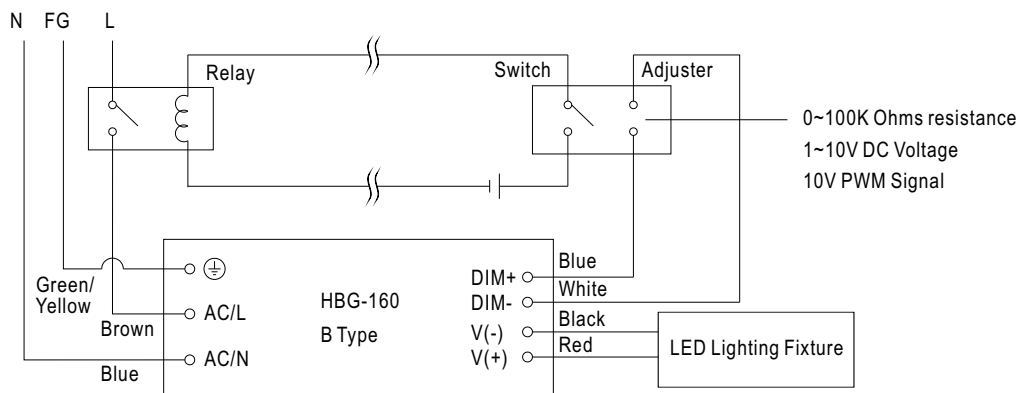 N FG L
Relay
Switch
Adjuster
0~100K Ohms resistance
1~10V DC Voltage
10V PWM Signal
Green/
Yellow
Brown
Blue
AC/L
AC/N
HBG-160
B Type
DIM+
DIM-
V(-)
V(+)
Blue
White
Black
Red
LED Lighting Fixture